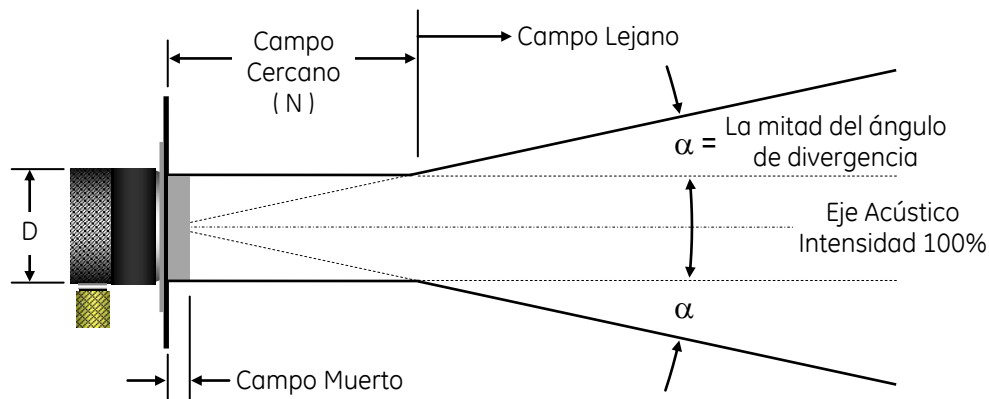 Campo
Cercano
( N )
Campo Lejano
α = La mitad del ángulo
de divergencia
D
Eje Acústico
Intensidad 100%
α
Campo Muerto